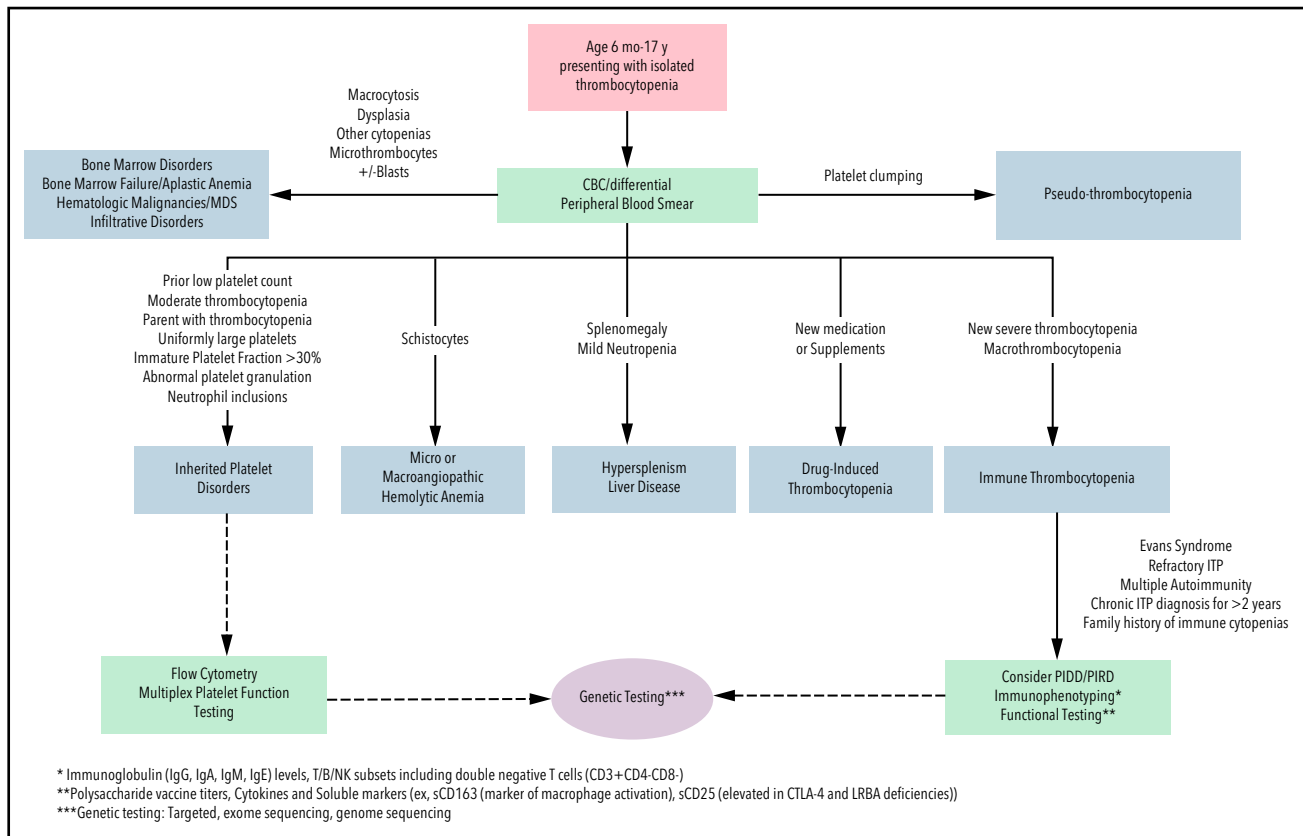 Age 6 mo-17 y
presenting with isolated
thrombocytopenia
Macrocytosis
Dysplasia
Other cytopenias
Microthrombocytes
+/-Blasts
Bone Marrow Disorders
Bone Marrow Failure/Aplastic Anemia
Hematologic Malignancies/MDS
Infiltrative Disorders
CBC/differential
Peripheral Blood Smear
Platelet clumping
Pseudo-thrombocytopenia
Prior low platelet count
Moderate thrombocytopenia
Parent with thrombocytopenia
Uniformly large platelets
Immature Platelet Fraction >30%
Abnormal platelet granulation
Neutrophil inclusions
Schistocytes
Splenomegaly
Mild Neutropenia
New medication
or Supplements
New severe thrombocytopenia
Macrothrombocytopenia
Inherited Platelet
Disorders
Micro or
Macroangiopathic
Hemolytic Anemia
Hypersplenism
Liver Disease
Drug-Induced
Thrombocytopenia
Immune Thrombocytopenia
Evans Syndrome
Refractory ITP
Multiple Autoimmunity
Chronic ITP diagnosis for >2 years
Family history of immune cytopenias
Flow Cytometry
Multiplex Platelet Function
Testing
Genetic Testing***
Consider PIDD/PIRD
Immunophenotyping*
Functional Testing**
* Immunoglobulin (IgG, IgA, IgM, IgE) levels, T/B/NK subsets including double negative T cells (CD3+CD4-CD8-)
**Polysaccharide vaccine titers, Cytokines and Soluble markers (ex, sCD163 (marker of macrophage activation), sCD25 (elevated in CTLA-4 and LRBA deficiencies))
***Genetic testing: Targeted, exome sequencing, genome sequencing